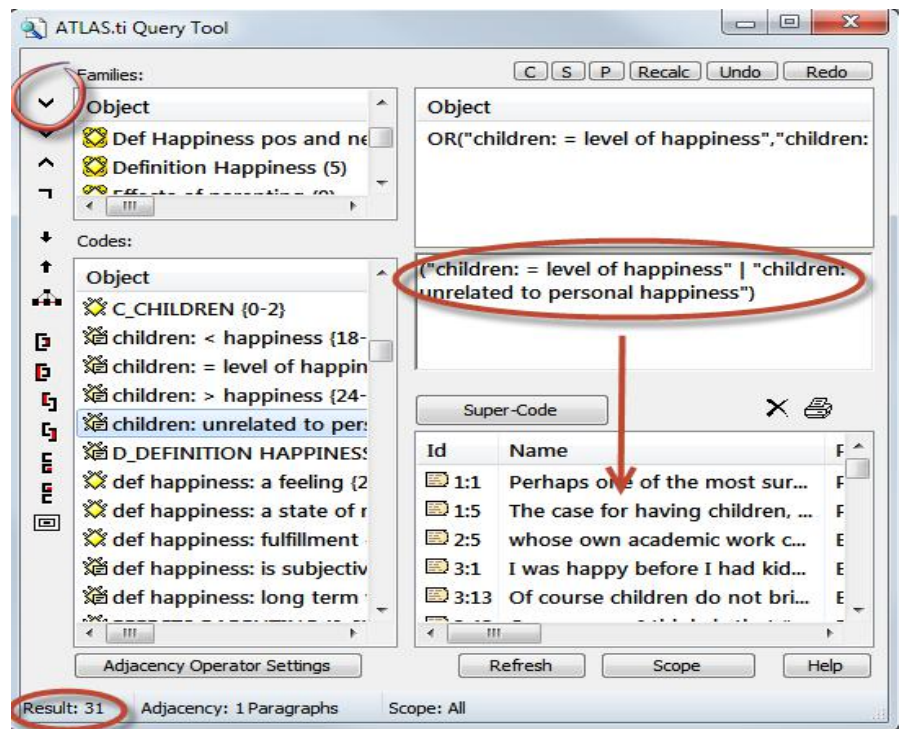 ATLAS.ti Query Tool
Families:
C S P Recalc Undo Redo
Object
Def Happiness pos and ne
Definition Happiness (5)
Object
OR("children: = level of happiness","children:
Codes:
Object
C_CHILDREN {0-2}
children: < happiness {18-
children: = level of happin
children: > happiness {24-
children: unrelated to per
D_DEFINITION HAPPINES
def happiness: a feeling {2
def happiness: a state of
def happiness: fulfillment
def happiness: is subjectiv
def happiness: long term
("children: = level of happiness" | "children:
unrelated to personal happiness")
Super-Code
Id Name
1:1 Perhaps one of the most sur...
1:5 The case for having children, ...
2:5 whose own academic work c...
3:1 I was happy before I had kid...
3:13 Of course children do not bri...
Adjacency Operator Settings
Refresh Scope Help
Result: 31 Adjacency: 1 Paragraphs Scope: All